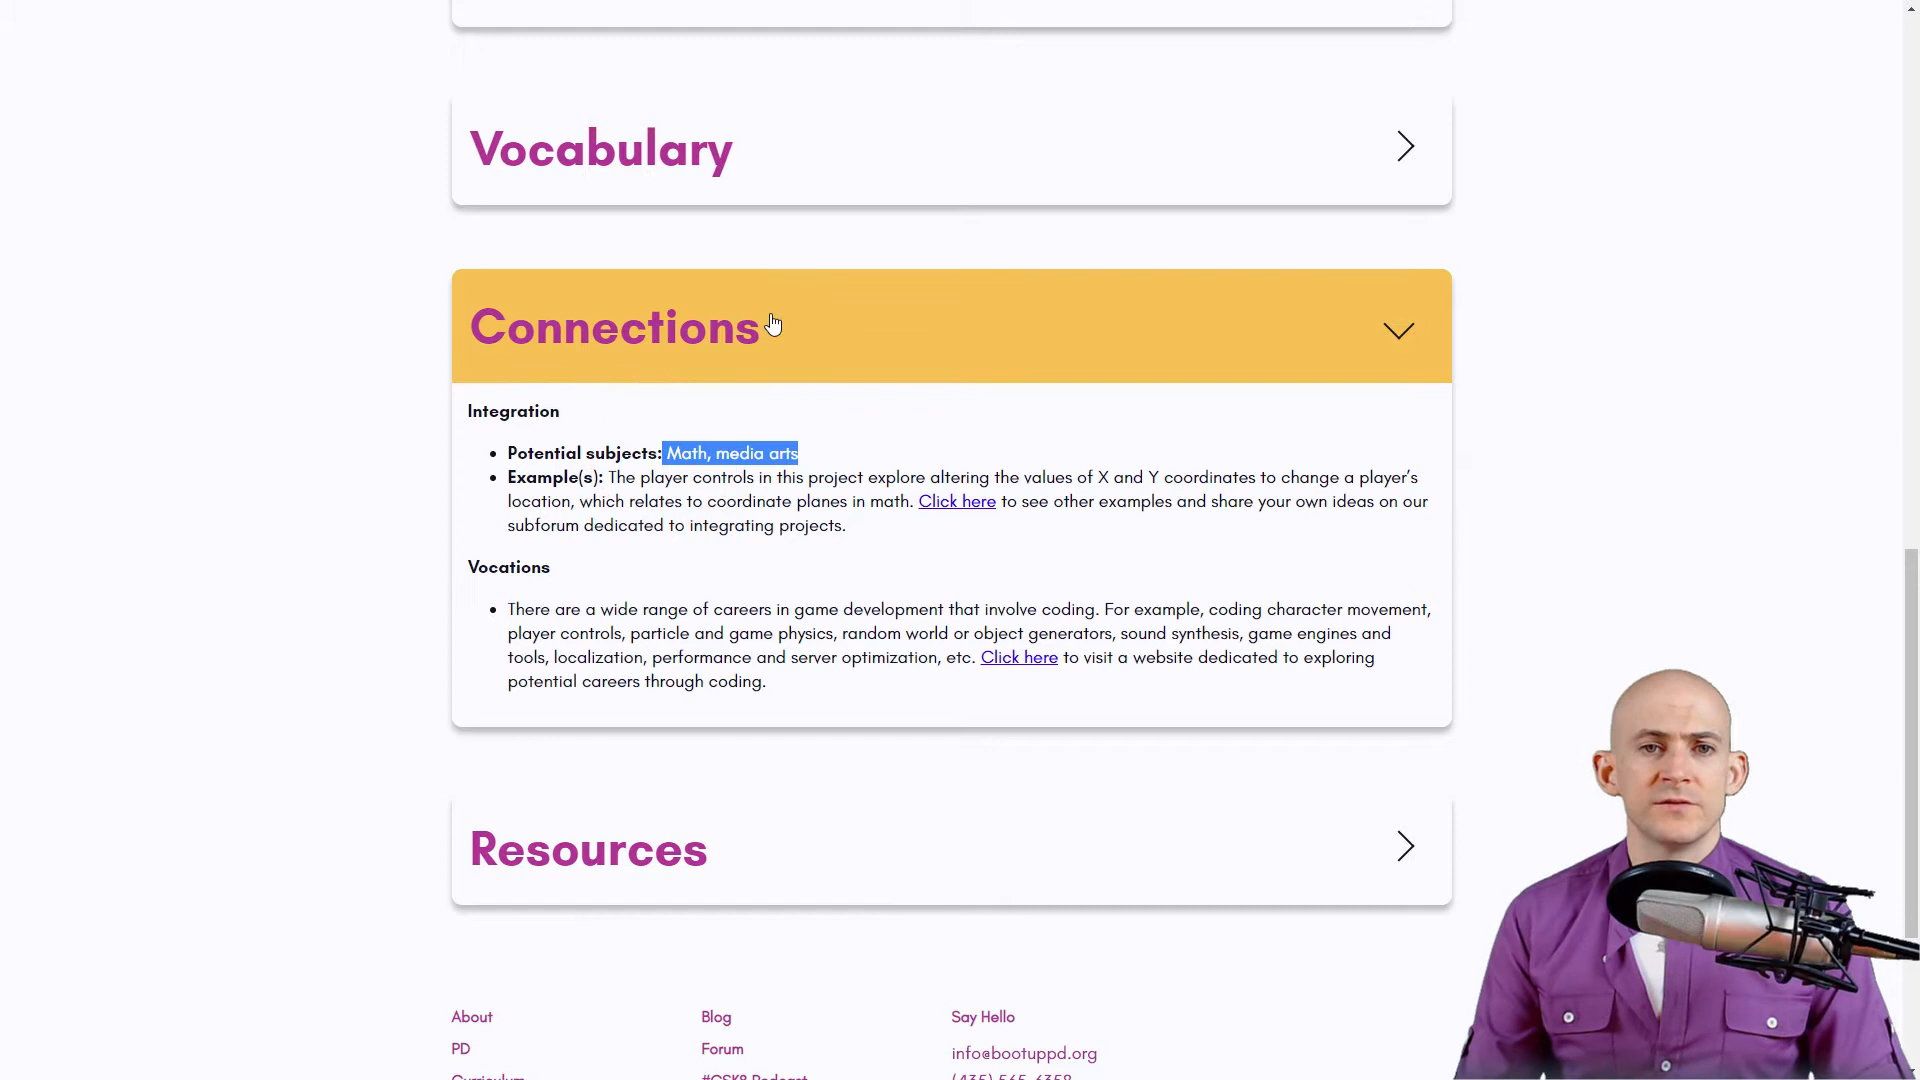 Vocabulary
Connections
Integration
Potential subjects: Math, media arts
Example(s): The player controls in this project explore altering the values of X and Y coordinates to change a player’s
location, which relates to coordinate planes in math. Click here to see other examples and share your own ideas on our
subforum dedicated to integrating projects.
Vocations
There are a wide range of careers in game development that involve coding. For example, coding character movement,
player controls, particle and game physics, random world or object generators, sound synthesis, game engines and
tools, localization, performance and server optimization, etc. Click here to visit a website dedicated to exploring
potential careers through coding.
Resources
About
Blog
Say Hello
PD
Forum
info@bootuppd.org
Curriculum
#CSK8 Podcast
(435) 565-6358